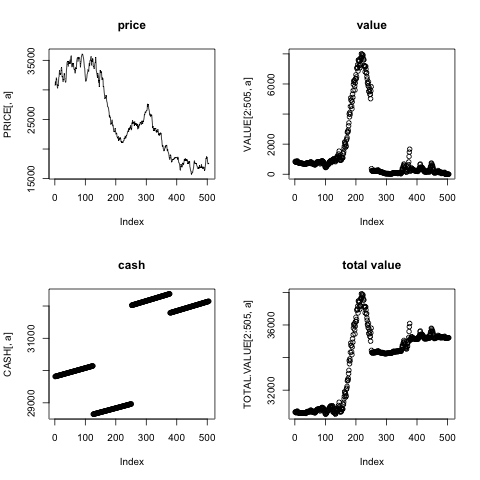 price
PRICE[, a]
15000 25000 35000
0 100 200 300 400 500
Index
value
VALUE[2:505, a]
0 2000 6000
0 100 200 300 400 500
Index
cash
CASH[, a]
29000 31000
0 100 200 300 400 500
Index
total value
TOTAL.VALUE[2:505, a]
32000 36000
0 100 200 300 400 500
Index